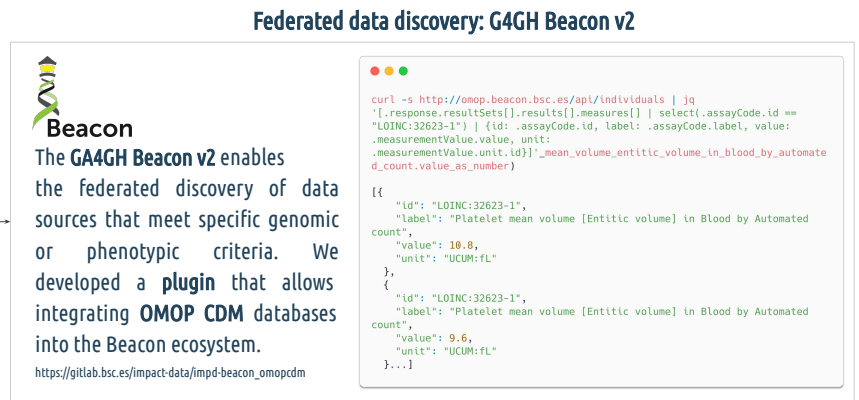 Federated data discovery: G4GH Beacon v2
Beacon
The GA4GH Beacon v2 enables
the federated discovery of data
sources that meet specific genomic
or phenotypic criteria. We
developed a plugin that allows
integrating OMOP CDM databases
into the Beacon ecosystem.
https://gitlab.bsc.es/impact-data/impd-beacon_omopcdm
curl -s http://omop.beacon.bsc.es/api/individuals | jq
'[.response.resultSets[].results[].measures[] | select(.assayCode.id ==
"LOINC:32623-1") | {id: .assayCode.id, label: .assayCode.label, value:
.measurementValue.value, unit:
.measurementValue.unit.id}]'_mean_volume_entitic_volume_in_blood_by_automate
d_count.value_as_number)
[{
"id": "LOINC:32623-1",
"label": "Platelet mean volume [Entitic volume] in Blood by Automated
count",
"value": 10.8,
"unit": "UCUM:fL"
},
{
"id": "LOINC:32623-1",
"label": "Platelet mean volume [Entitic volume] in Blood by Automated
count",
"value": 9.6,
"unit": "UCUM:fL"
}...]